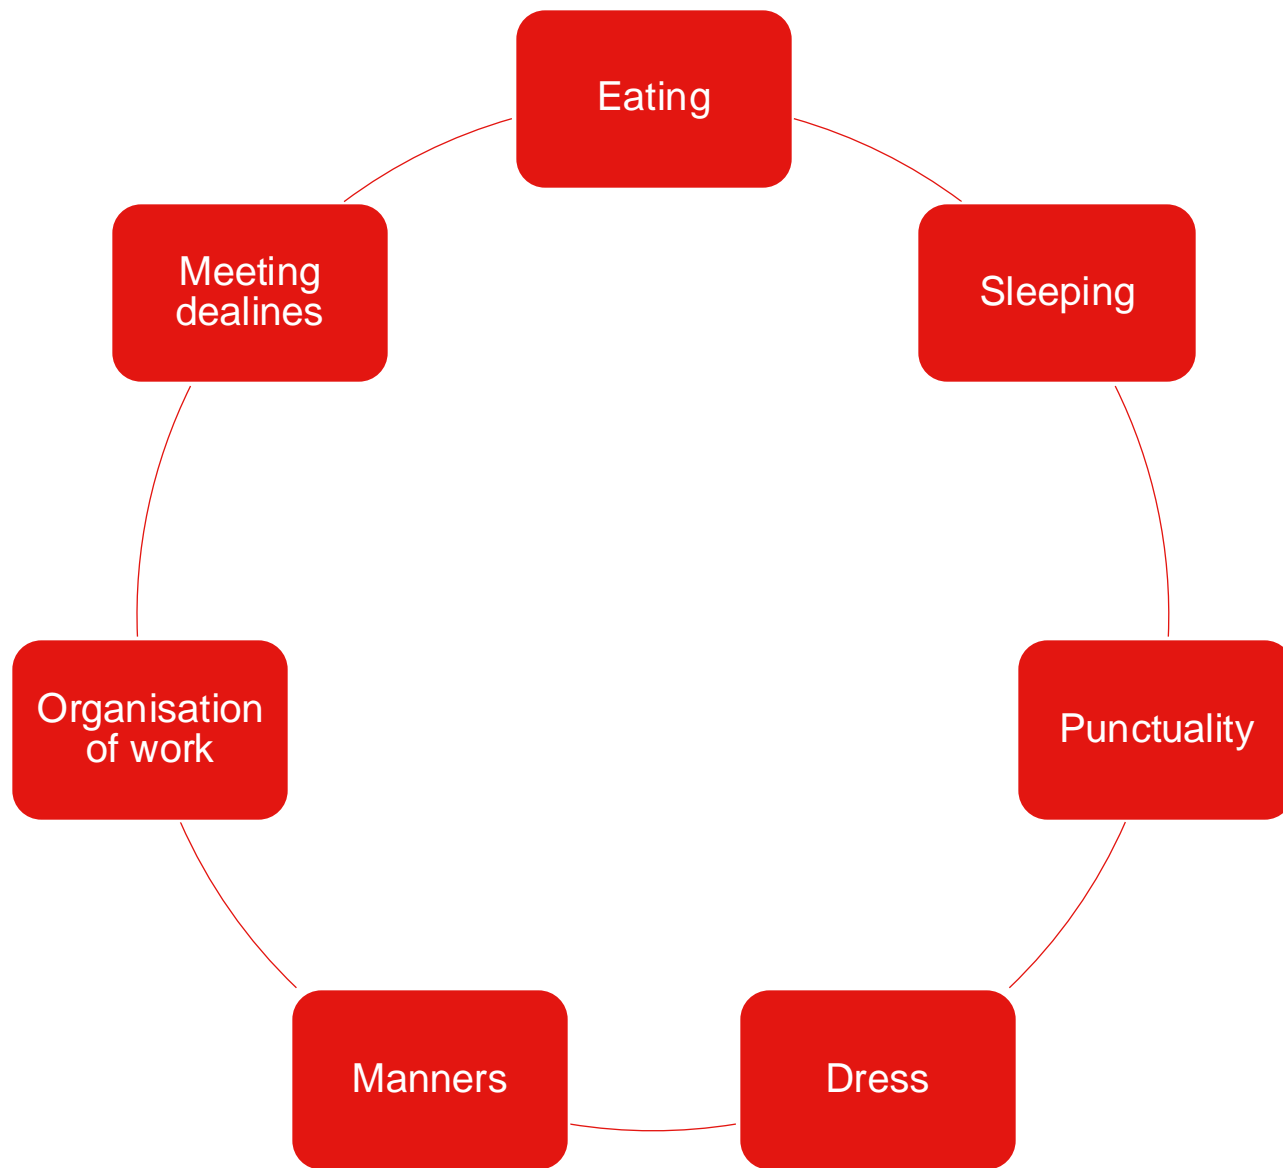 Eating
Sleeping
Punctuality
Dress
Manners
Organisation
of work
Meeting
dealines